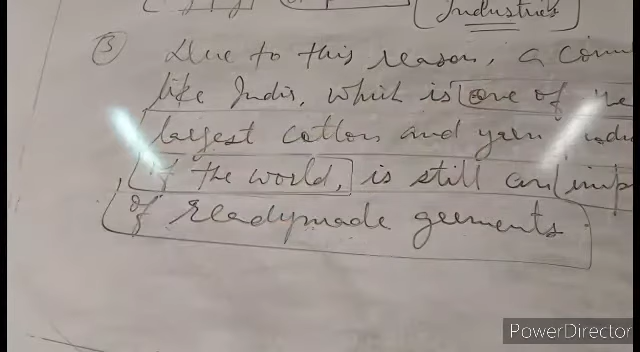 Industries
③ Due to this reason, a
like India, which is one of the
largest cotton and yarn
of the world, is still an
of readymade garments
PowerDirector